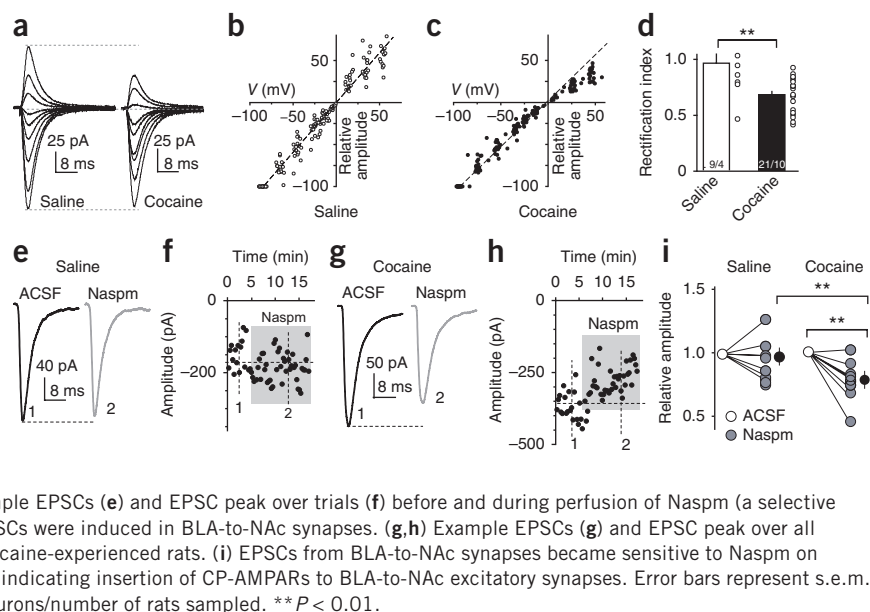 a
b
c
d
25 pA
8 ms
25 pA
8 ms
Saline
Cocaine
V (mV)
50
−100
−50
50
Relative
amplitude
−100
Saline
V (mV)
50
−100
−50
50
Relative
amplitude
−100
Cocaine
**
Rectification index
1.0
0.5
0
9/4
21/10
Saline
Cocaine
e
f
g
h
i
Saline
ACSF
Naspm
40 pA
8 ms
1
2
Time (min)
0 5 10 15
0
Naspm
Amplitude (pA)
−200
1
2
Cocaine
ACSF
Naspm
50 pA
8 ms
1
2
Time (min)
0 5 10 15
0
Naspm
Amplitude (pA)
−250
−500
1
2
Saline
Cocaine
**
**
Relative amplitude
1.5
1.0
0.5
ACSF
Naspm
ple EPSCs (e) and EPSC peak over trials (f) before and during perfusion of Naspm (a selective
SCs were induced in BLA-to-NAc synapses. (g,h) Example EPSCs (g) and EPSC peak over all
caine-experienced rats. (i) EPSCs from BLA-to-NAc synapses became sensitive to Naspm on
indicating insertion of CP-AMPARs to BLA-to-NAc excitatory synapses. Error bars represent s.e.m.
urons/number of rats sampled. **P < 0.01.